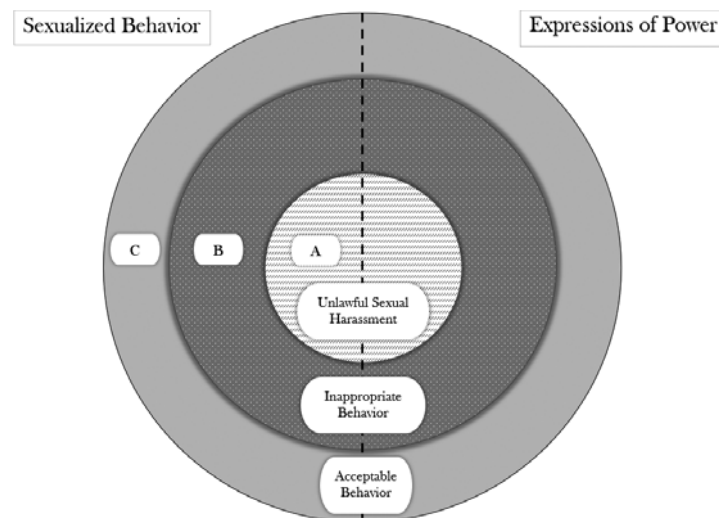 Sexualized Behavior
Expressions of Power
C
B
A
Unlawful Sexual
Harassment
Inappropriate
Behavior
Acceptable
Behavior